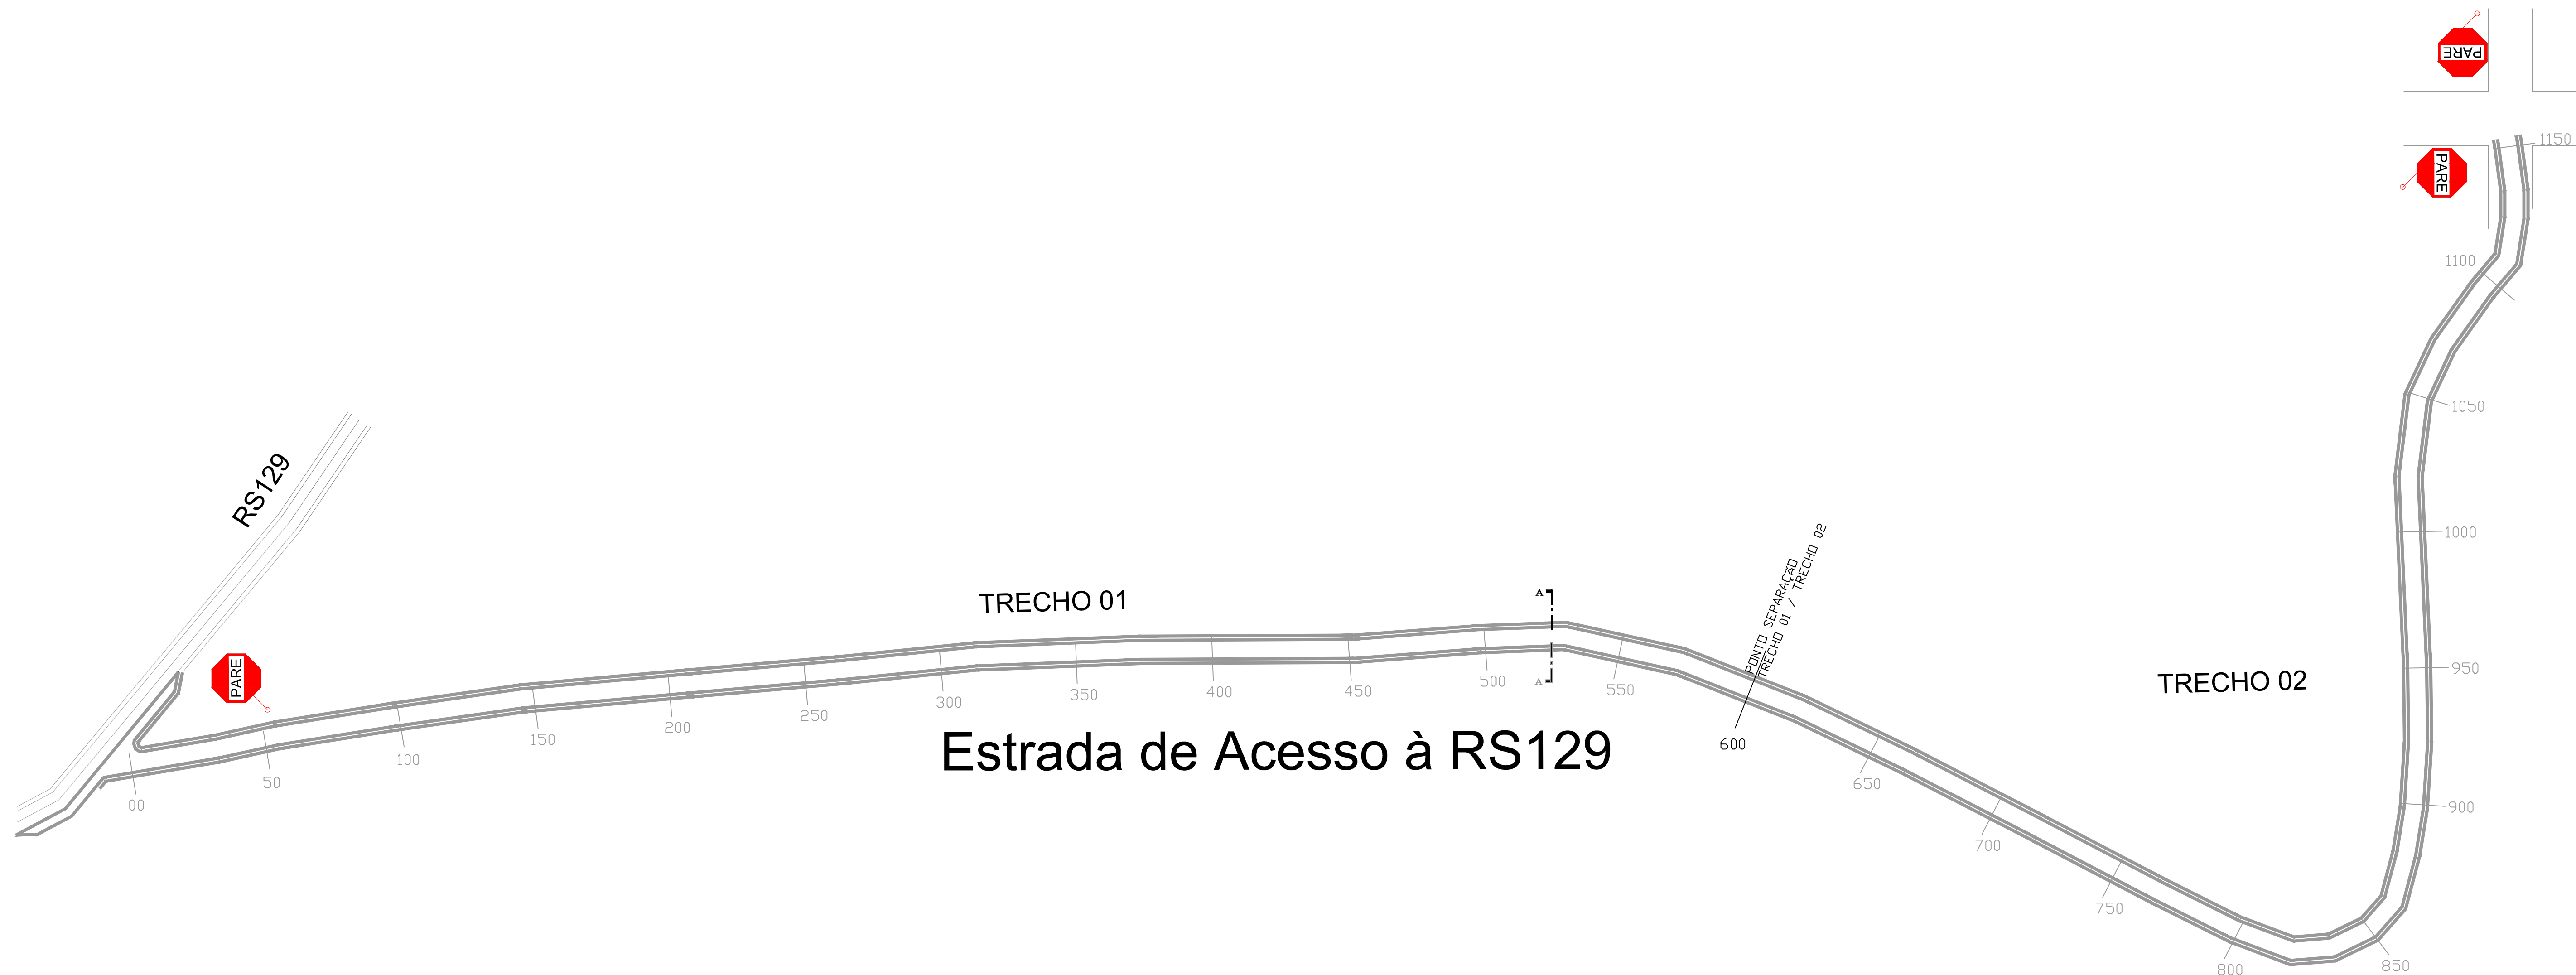 PARE
PARE
1150
1100
1050
1000
950
900
850
800
750
700
650
RS129
PARE
TRECHO 01
A
A
PONTO SEPARAÇÃO
TRECHO 01 / TRECHO 02
600
TRECHO 02
00
50
100
150
200
250
300
350
400
450
500
550
Estrada de Acesso à RS129